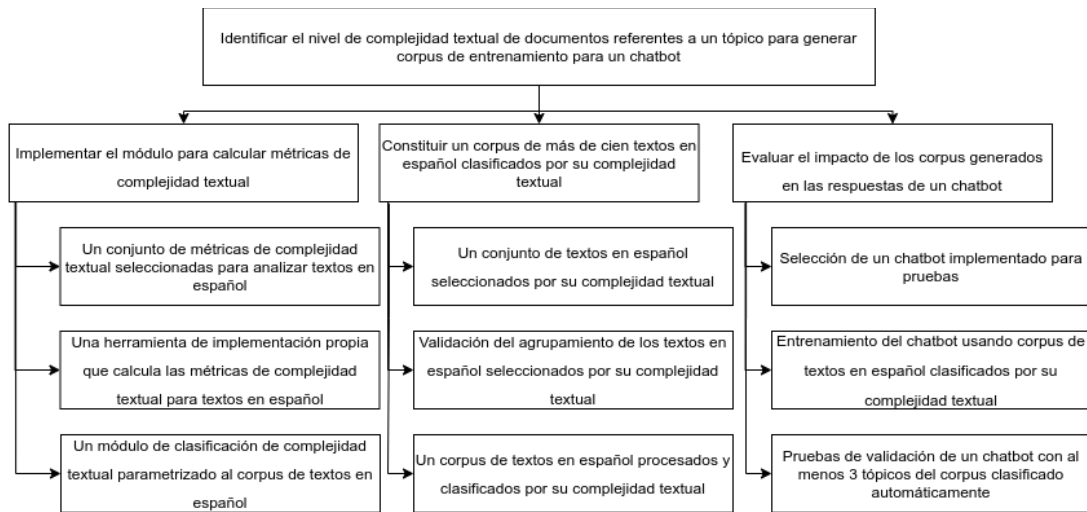 Identificar el nivel de complejidad textual de documentos referentes a un tópico para generar
corpus de entrenamiento para un chatbot
Implementar el módulo para calcular métricas de
complejidad textual
Un conjunto de métricas de complejidad
textual seleccionadas para analizar textos en
español
Una herramienta de implementación propia
que calcula las métricas de complejidad
textual para textos en español
Un módulo de clasificación de complejidad
textual parametrizado al corpus de textos en
español
Constituir un corpus de más de cien textos en
español clasificados por su complejidad
textual
Un conjunto de textos en español
seleccionados por su complejidad textual
Validación del agrupamiento de los textos en
español seleccionados por su complejidad
textual
Un corpus de textos en español procesados y
clasificados por su complejidad textual
Evaluar el impacto de los corpus generados
en las respuestas de un chatbot
Selección de un chatbot implementado para
pruebas
Entrenamiento del chatbot usando corpus de
textos en español clasificados por su
complejidad textual
Pruebas de validación de un chatbot con al
menos 3 tópicos del corpus clasificado
automáticamente